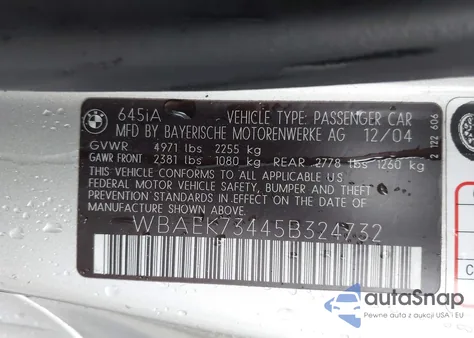 645iA VEHICLE TYPE: PASSENGER CAR
MFD BY BAYERISCHE MOTORENWERKE AG 12/04
GVWR 4971 lbs 2255 kg
GAWR FRONT 2381 lbs 1080 kg REAR 2778 lbs 1260 kg
THIS VEHICLE CONFORMS TO ALL APPLICABLE
FEDERAL MOTOR VEHICLE SAFETY, BUMPER AND THEFT
PREVENTION STANDARDS IN EFFECT ON THE DATE OF
MANUFACTURE SHOWN ABOVE.
WBAEK73445B324732
2 122 606
autoSnap
Pewne auta z aukcji USA i EU